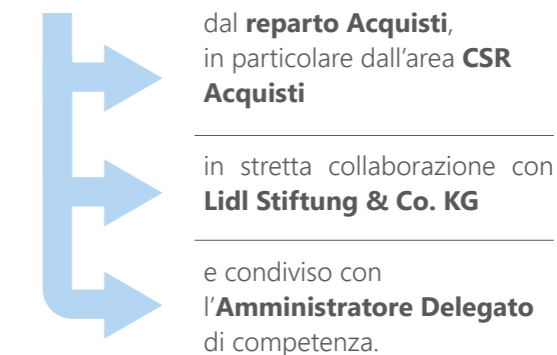 dal reparto Acquisti,
in particolare dall’area CSR
Acquisti
in stretta collaborazione con
Lidl Stiftung & Co. KG
e condiviso con
l’Amministratore Delegato
di competenza.